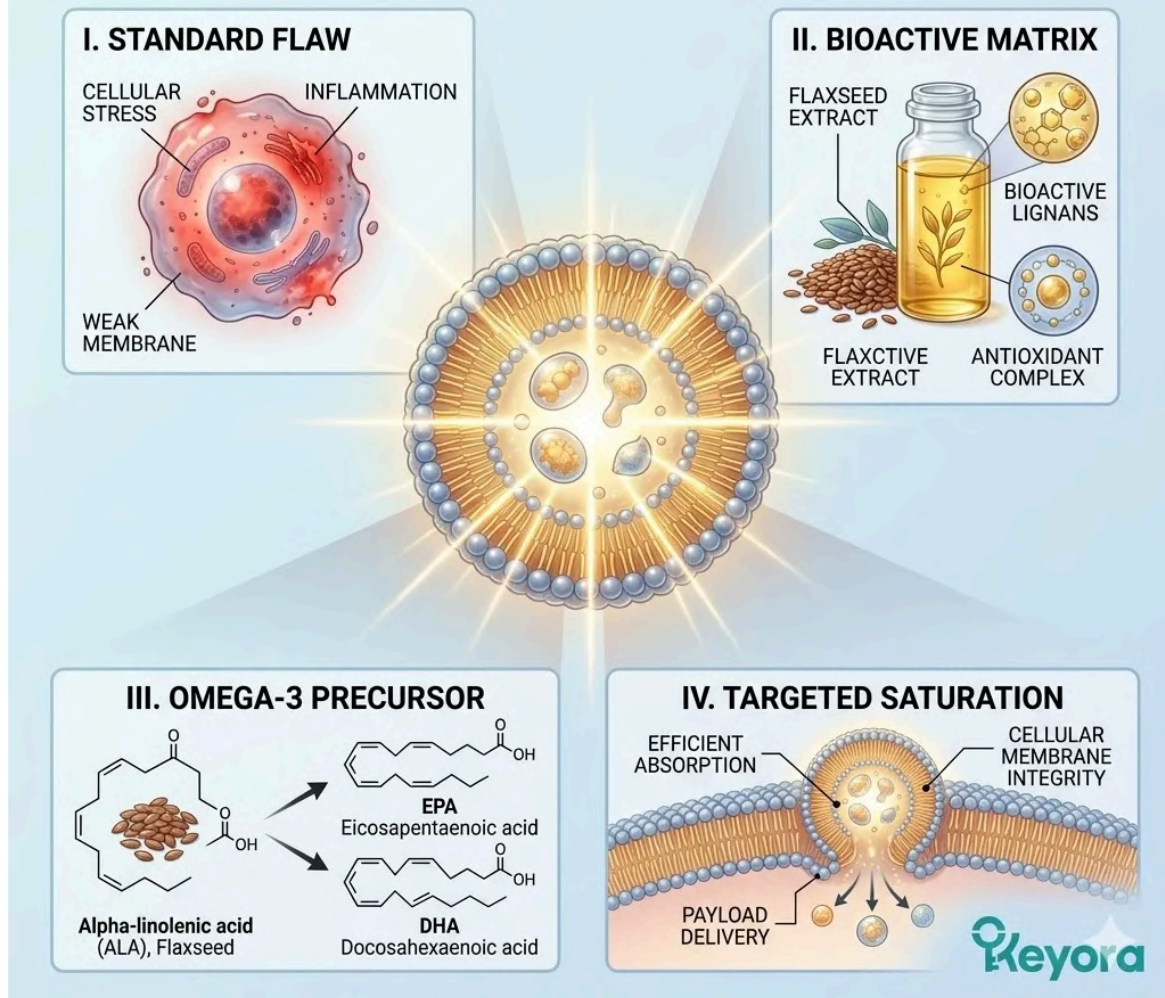 I. STANDARD FLAW
CELLULAR
STRESS
INFLAMMATION
WEAK
MEMBRANE
II. BIOACTIVE MATRIX
FLAXSEED
EXTRACT
BIOACTIVE
LIGNANS
FLAXCTIVE
EXTRACT
ANTIOXIDANT
COMPLEX
III. OMEGA-3 PRECURSOR
O
O
OH
Alpha-linolenic acid
(ALA), Flaxseed
O
OH
EPA
Eicosapentaenoic acid
O
OH
DHA
Docosahexaenoic acid
IV. TARGETED SATURATION
EFFICIENT
ABSORPTION
CELLULAR
MEMBRANE
INTEGRITY
PAYLOAD
DELIVERY
Keyora